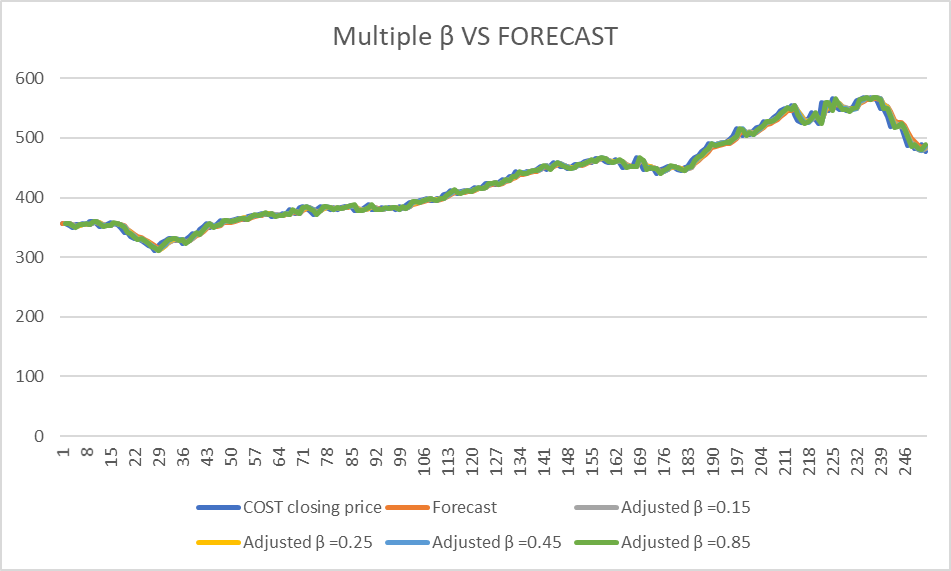 Multiple β VS FORECAST
600
500
400
300
200
100
0
1 8 15 22 29 36 43 50 57 64 71 78 85 92 99 106 113 120 127 134 141 148 155 162 169 176 183 190 197 204 211 218 225 232 239 246
COST closing price Forecast Adjusted β =0.15
Adjusted β =0.25 Adjusted β =0.45 Adjusted β =0.85